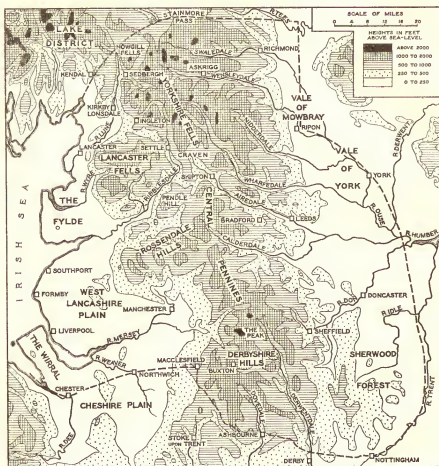 SCALE OF MILES
0 4 8 12 16 20
HEIGHTS IN FEET
ABOVE SEA-LEVEL
ABOVE 2000
1000 TO 2000
500 TO 1000
250 TO 500
0 TO 250
STAINMORE
PASS
R. TEES
LAKE
DISTRICT
HOWGILL
FELLS
SWALEDALE
RICHMOND
KENDAL
SEDBERGH
ASKRIGG
WENSLEYDALE
YORKSHIRE FELLS
VALE
OF
MOWBRAY
KIRKBY
LONSDALE
R. LUNE
INGLETON
NIDDERDALE
RIPON
R. DERWENT
LANCASTER
SETTLE
LANCASTER
FELLS
CRAVEN
VALE
OF
YORK
YORK
R. WYRE
RIBBLESDALE
SKIPTON
WHARFEDALE
IRISH SEA
THE
FYLDE
PENDLE
HILL
CENTRAL
PENNINES
AIREDALE
BRADFORD
LEEDS
R. OUSE
R. HUMBER
ROSSENDALE
HILLS
CALDERDALE
SOUTHPORT
FORMBY
WEST
LANCASHIRE
PLAIN
MANCHESTER
R. DON
DONCASTER
R. IDLE
LIVERPOOL
R. MERSEY
THE
PEAK
SHEFFIELD
THE WIRRAL
R. WEAVER
MACCLESFIELD
DERBYSHIRE
HILLS
SHERWOOD
FOREST
R. TRENT
CHESTER
NORTHWICH
BUXTON
CHESHIRE PLAIN
R. DEE
DOVEDALE
DERWENTDALE
STOKE
UPON TRENT
ASHBOURNE
DERBY
NOTTINGHAM